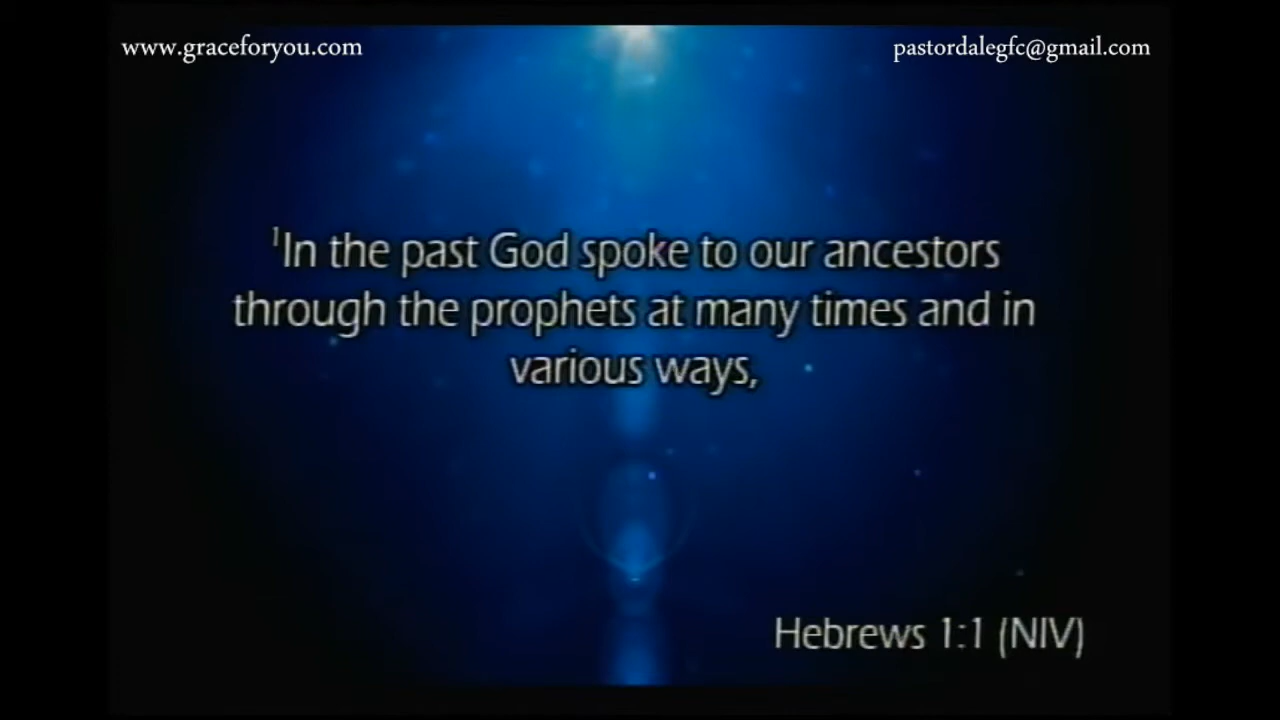 www.graceforyou.com
pastordalegfc@gmail.com
¹In the past God spoke to our ancestors
through the prophets at many times and in
various ways,
Hebrews 1:1 (NIV)